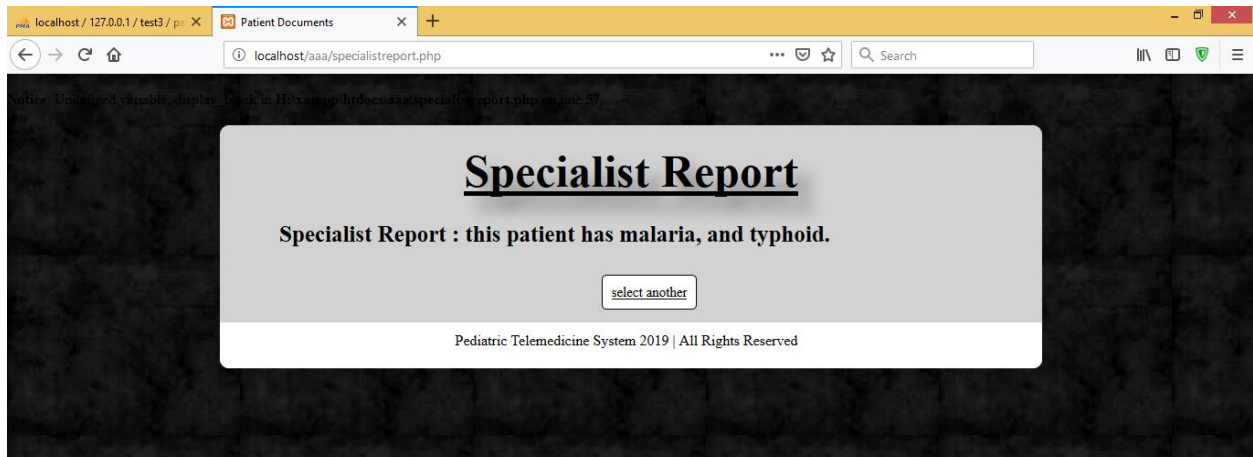 localhost / 127.0.0.1 / test3 / pa
Patient Documents
localhost/aaa/specialistreport.php
Search
Notice: Undefined variable: display_block in H:\xampp\htdocs\aaa\specialistreport.php on line 57
Specialist Report
Specialist Report : this patient has malaria, and typhoid.
select another
Pediatric Telemedicine System 2019 | All Rights Reserved